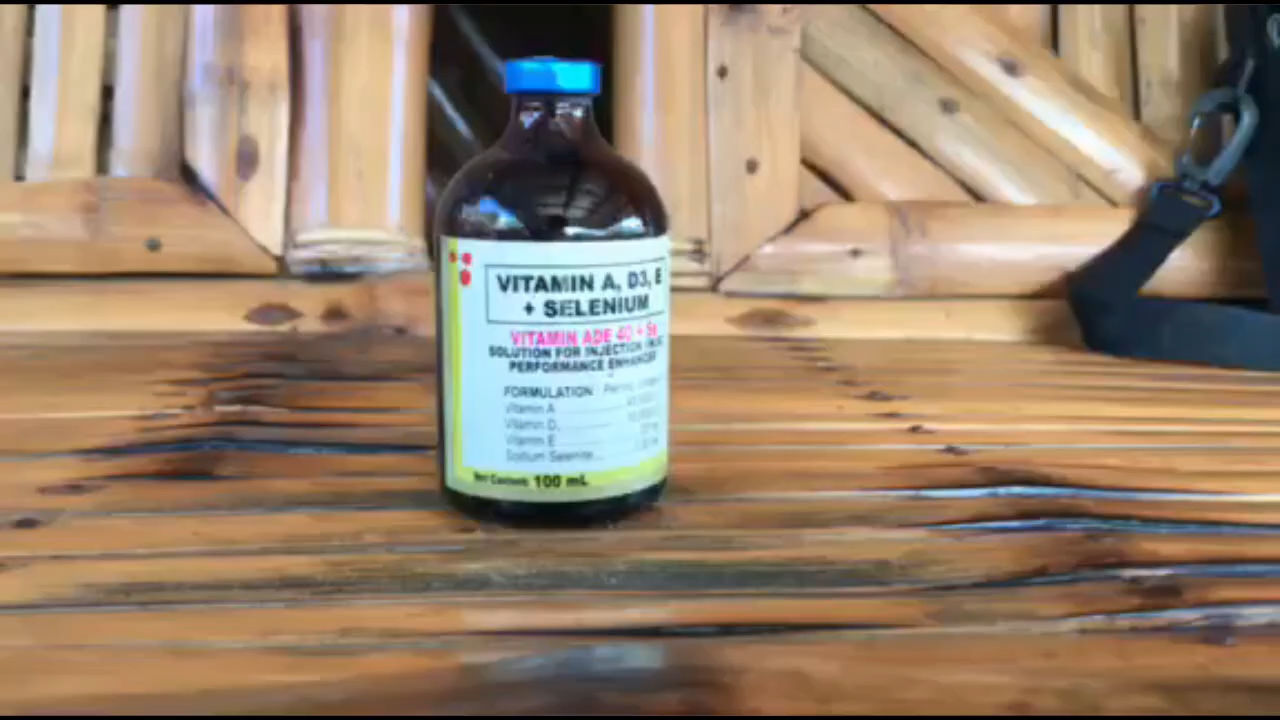 VITAMIN A, D3, E
+ SELENIUM
VITAMIN ADE 40 + Se
SOLUTION FOR INJECTION
PERFORMANCE ENHANCER
FORMULATION
Vitamin A
Vitamin D
Vitamin E
Sodium Selenite
Net Content: 100 mL